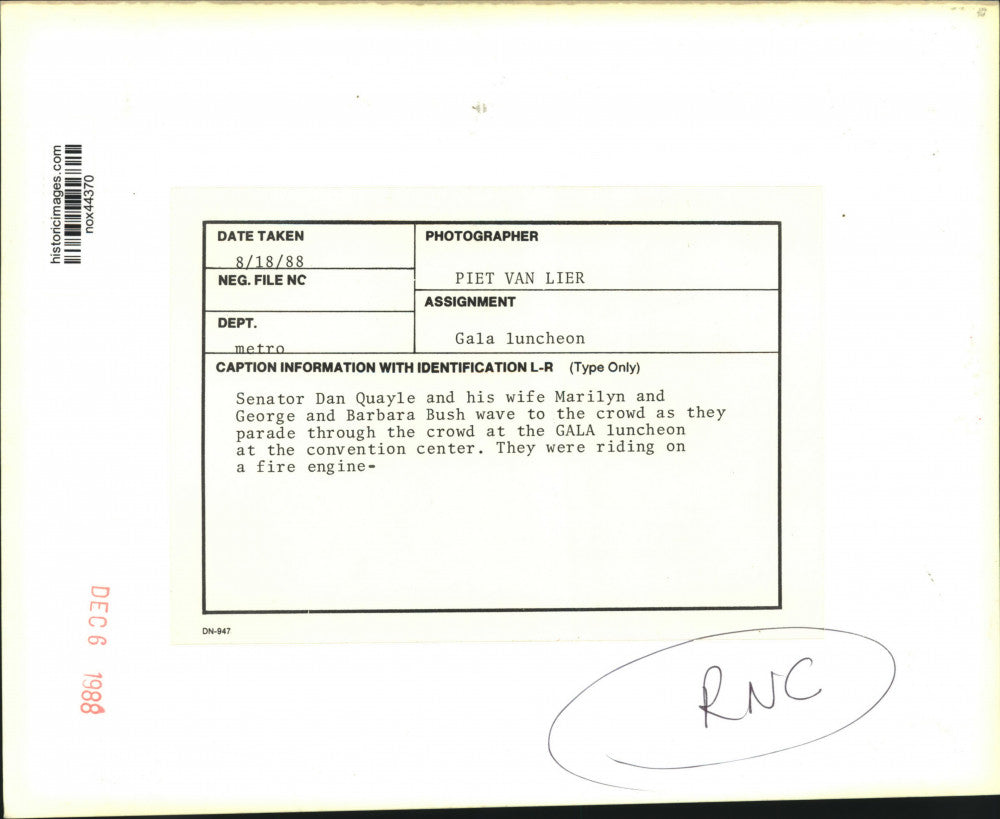 historicimages.com
nox44370
DATE TAKEN
8/18/88
PHOTOGRAPHER
PIET VAN LIER
NEG. FILE NO
ASSIGNMENT
Gala luncheon
DEPT.
metro
CAPTION INFORMATION WITH IDENTIFICATION L-R (Type Only)
Senator Dan Quayle and his wife Marilyn and
George and Barbara Bush wave to the crowd as they
parade through the crowd at the GALA luncheon
at the convention center. They were riding on
a fire engine-
DN-947
DEC 6 1988
RNC